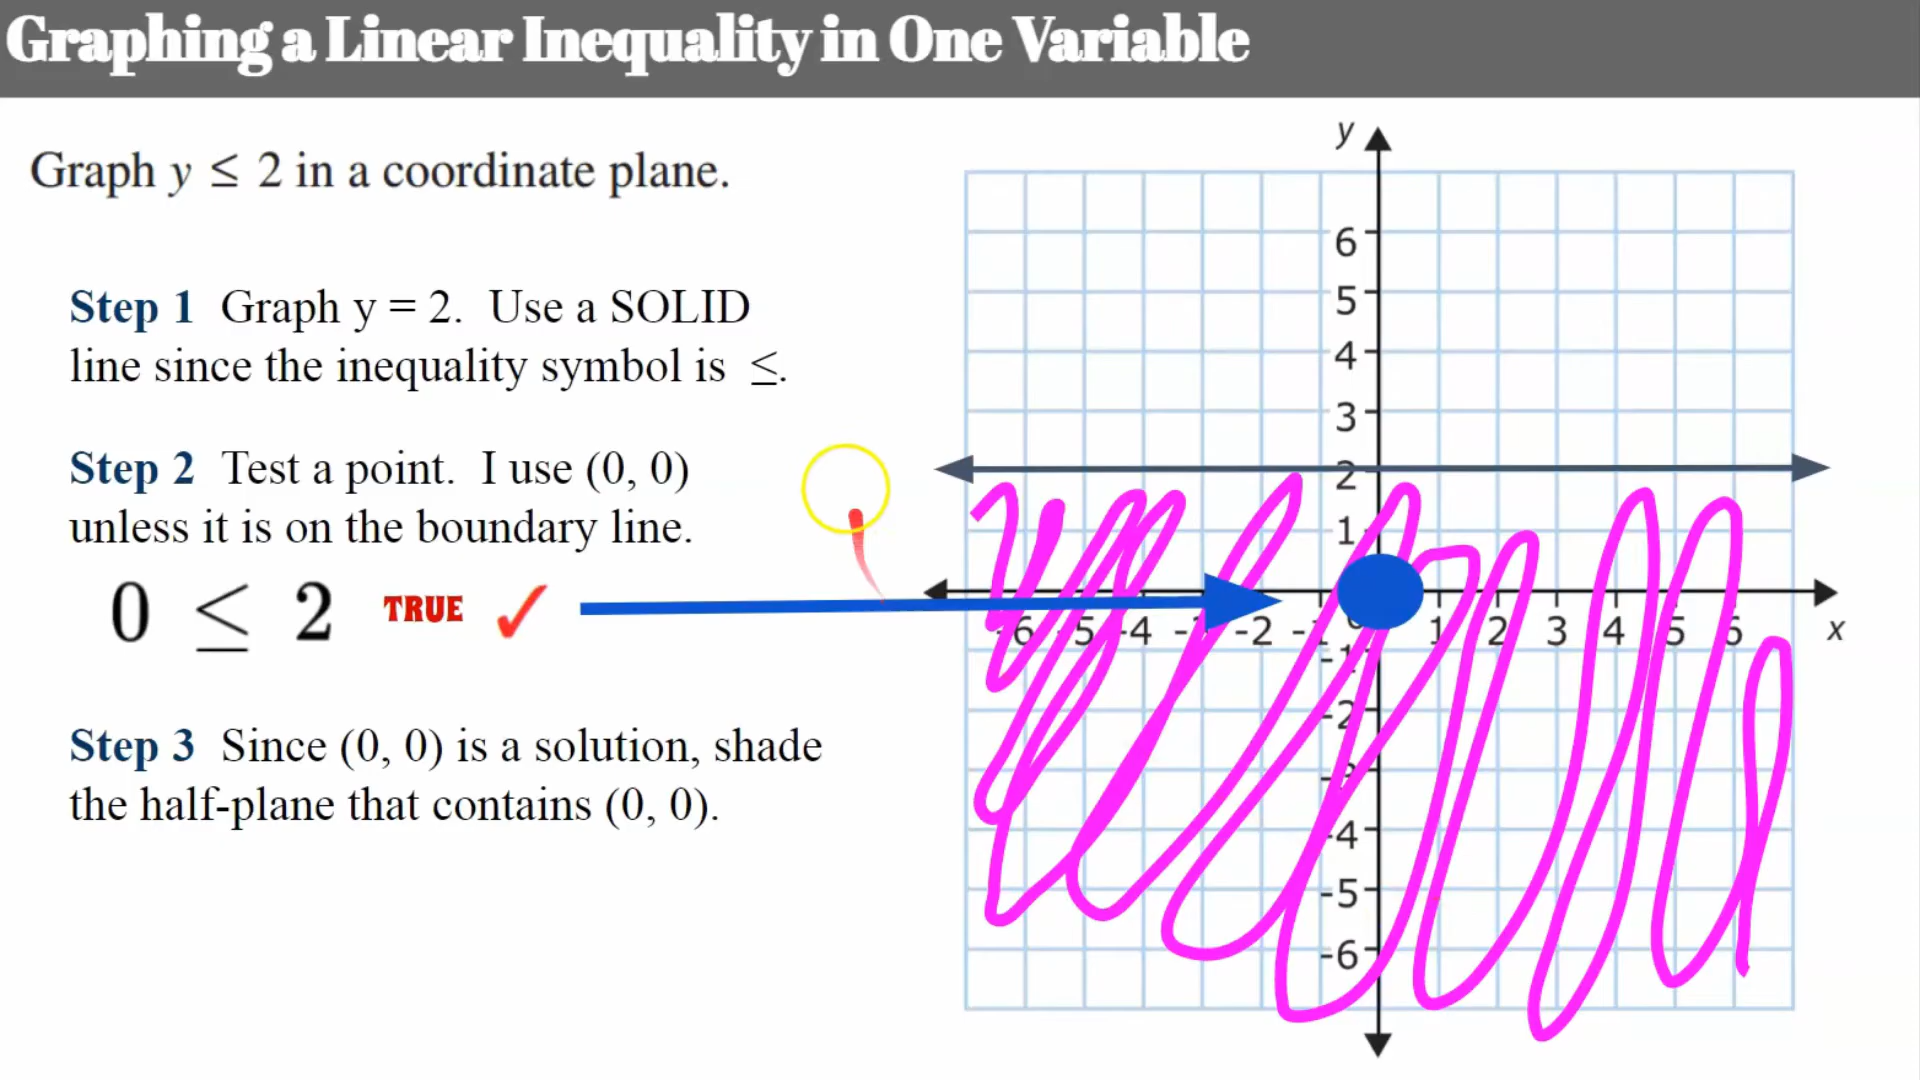 Graphing a Linear Inequality in One Variable
Graph y ≤ 2 in a coordinate plane.
Step 1 Graph y = 2. Use a SOLID
line since the inequality symbol is ≤.
Step 2 Test a point. I use (0, 0)
unless it is on the boundary line.
0 ≤ 2 TRUE ✓
Step 3 Since (0, 0) is a solution, shade
the half-plane that contains (0, 0).
y
6
5
4
3
2
1
-6 -5 -4 -2 1 2 3 4 5 6 x
-1
-2
-4
-5
-6